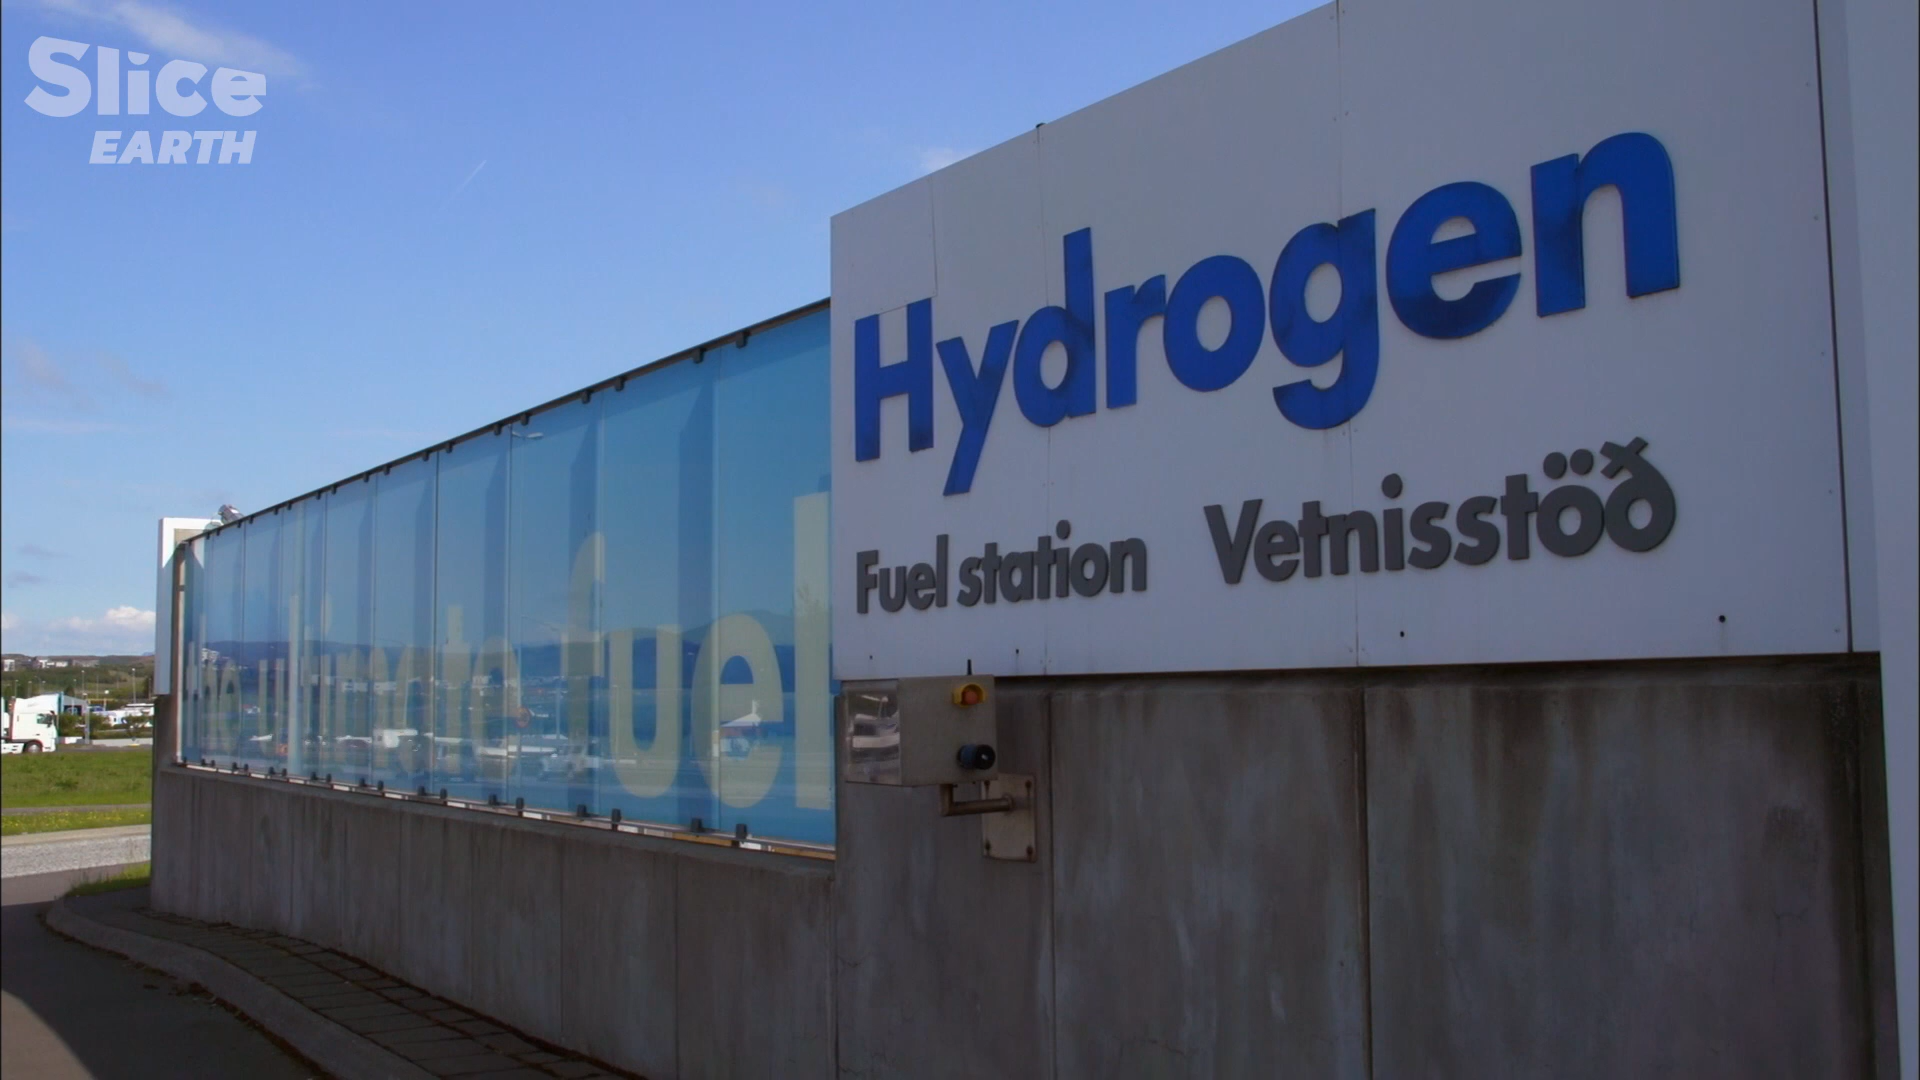 Slice
EARTH
Hydrogen
Fuel station Vetnisstöð
the ultimate fuel